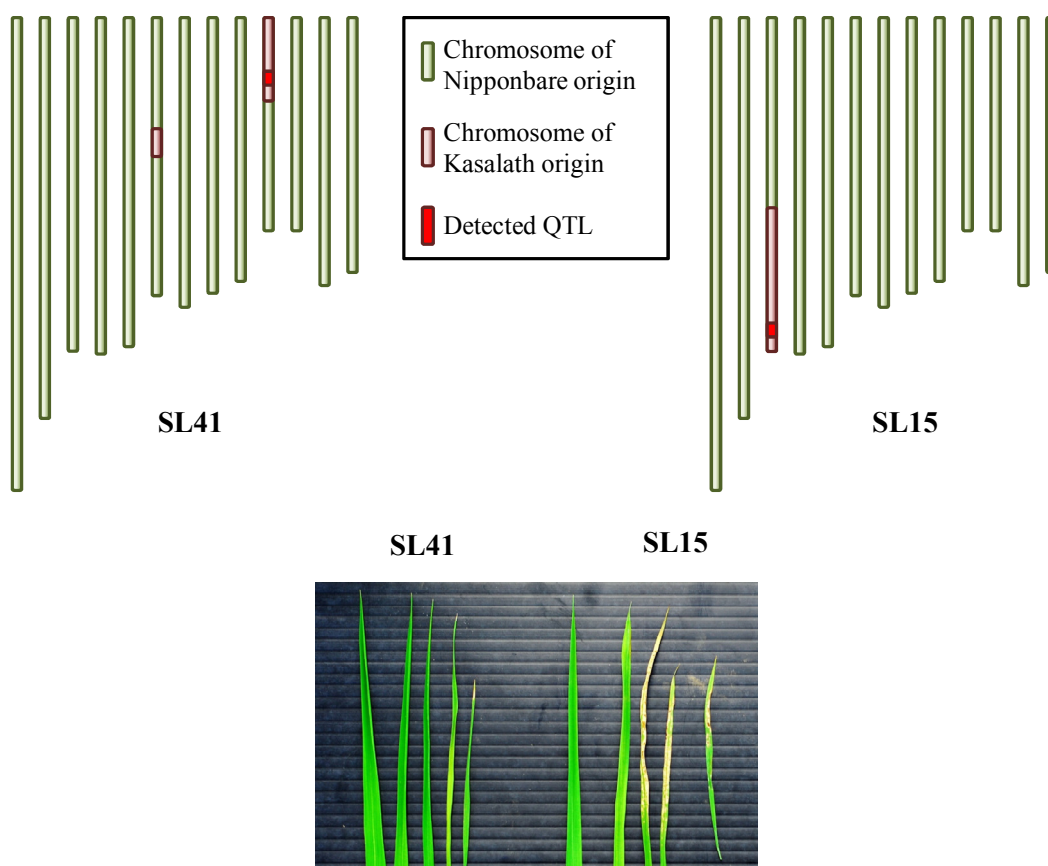 Chromosome of
Nipponbare origin
Chromosome of
Kasalath origin
Detected QTL
SL41
SL15
SL41
SL15